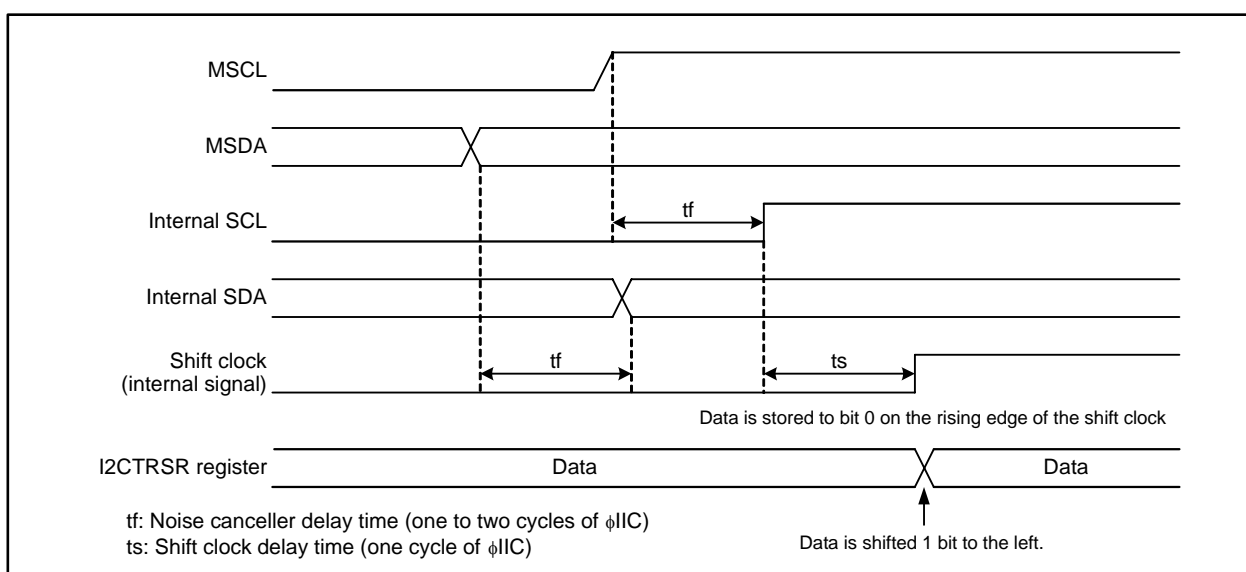 MSCL
MSDA
tf
Internal SCL
Internal SDA
Shift clock
(internal signal)
tf
ts
Data is stored to bit 0 on the rising edge of the shift clock
I2CTRSR register
Data
Data
tf: Noise canceller delay time (one to two cycles of ϕIIC)
ts: Shift clock delay time (one cycle of ϕIIC)
Data is shifted 1 bit to the left.